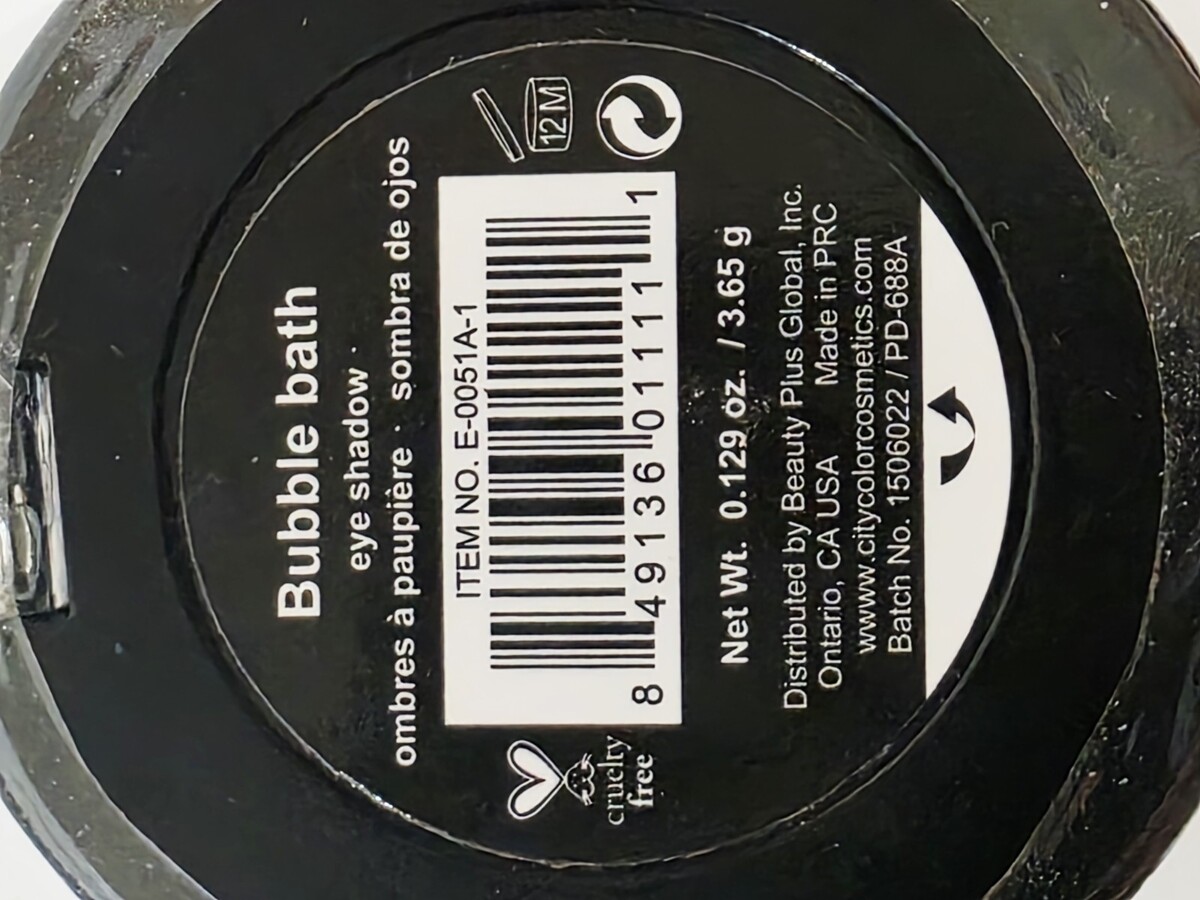 Bubble bath
eye shadow ·
ombres à paupière · sombra de ojos
cruelty
free
ITEM NO. E-0051A-1
8 49136 01111 1
12 M
Net Wt. 0.129 oz. / 3.65 g
Distributed by Beauty Plus Global, Inc.
Ontario, CA USA Made in PRC
www.citycolorcosmetics.com
Batch No. 1506022 / PD-688A